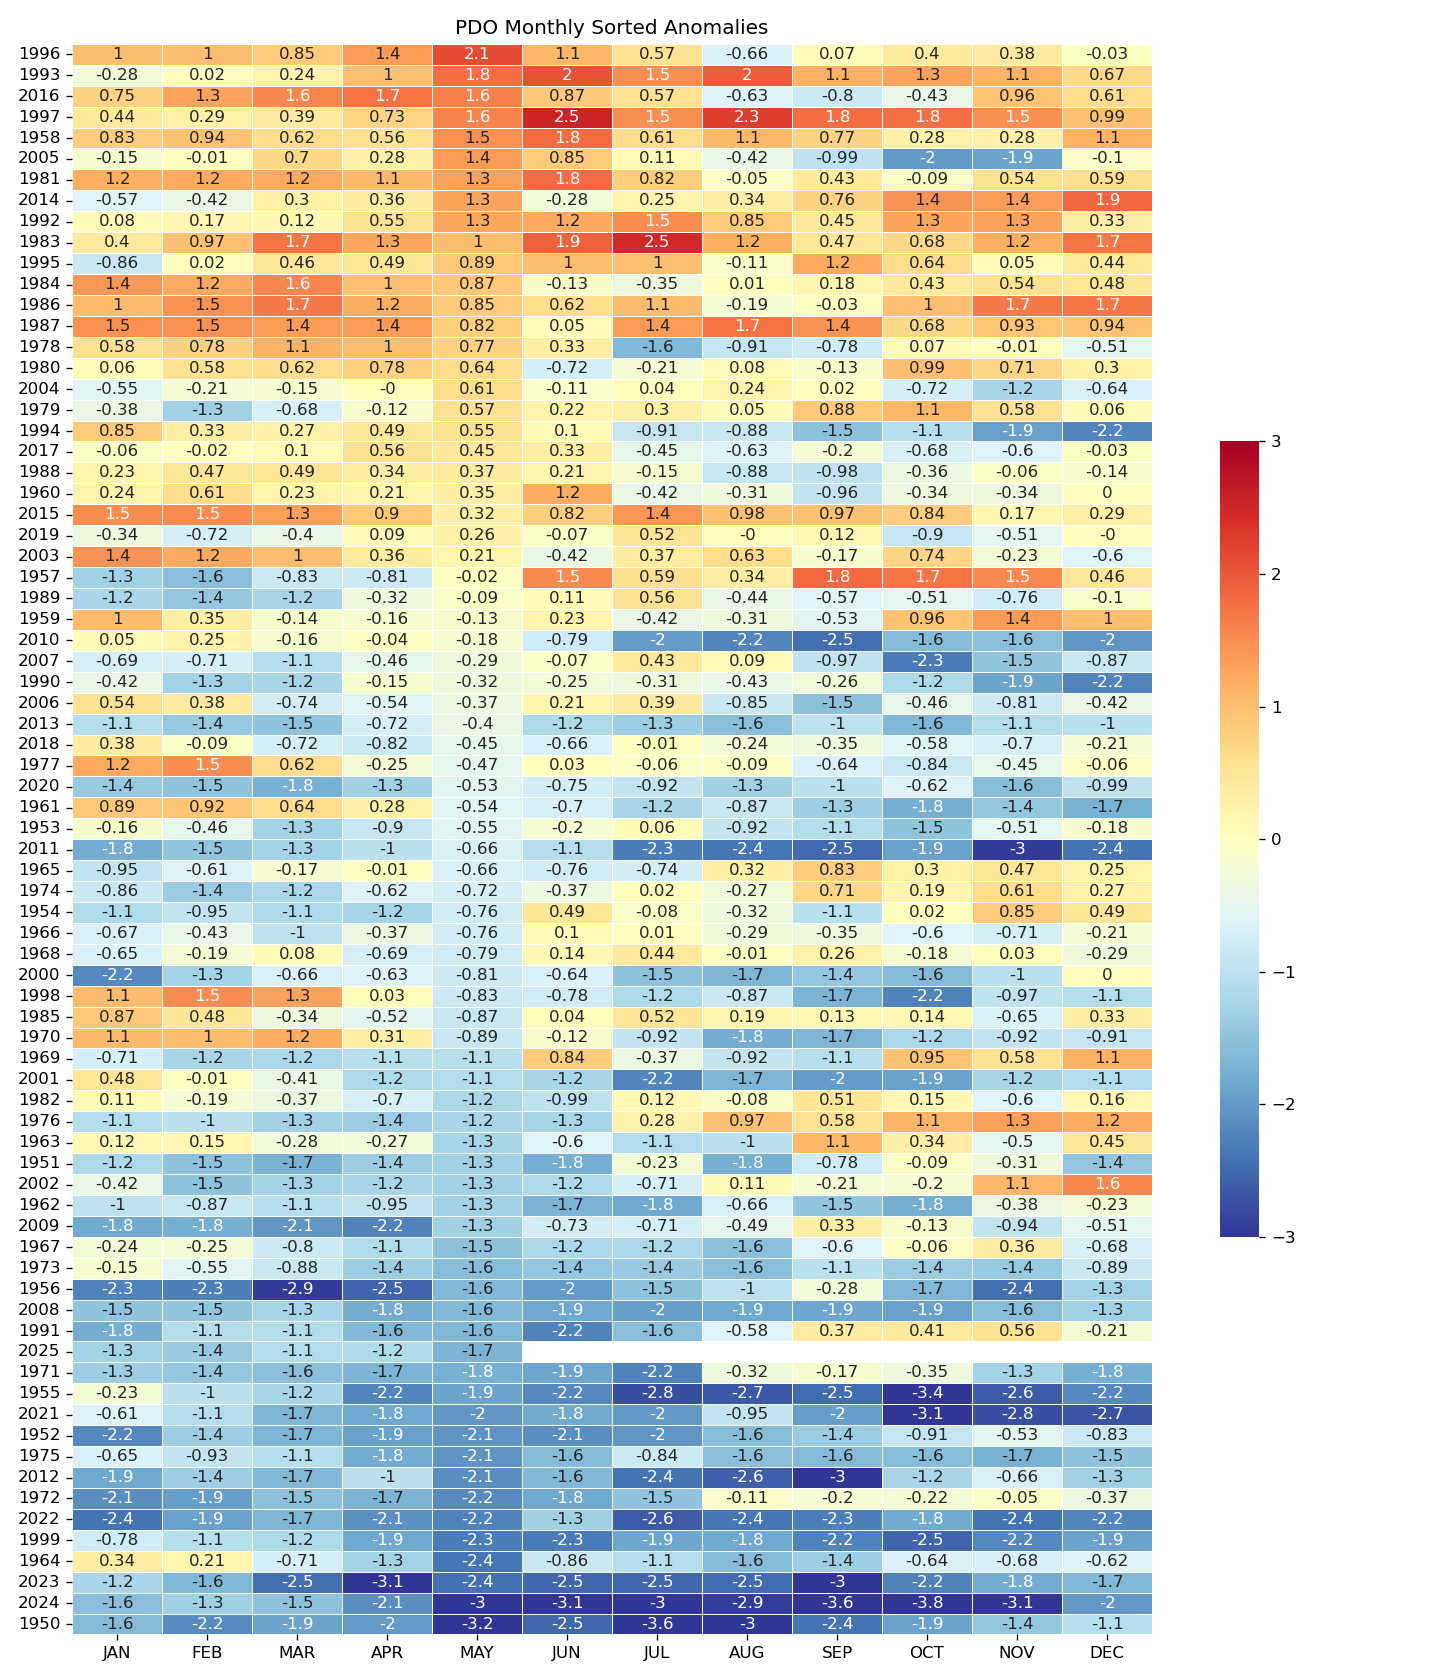 PDO Monthly Sorted Anomalies
1996 1 1 0.85 1.4 2.1 1.1 0.57 -0.66 0.07 0.4 0.38 -0.03
1993 -0.28 0.02 0.24 1 1.8 2 1.5 2 1.1 1.3 1.1 0.67
2016 0.75 1.3 1.6 1.7 1.6 0.87 0.57 -0.63 -0.8 -0.43 0.96 0.61
1997 0.44 0.29 0.39 0.73 1.6 2.5 1.5 2.3 1.8 1.8 1.5 0.99
1958 0.83 0.94 0.62 0.56 1.5 1.8 0.61 1.1 0.77 0.28 0.28 1.1
2005 -0.15 -0.01 0.7 0.28 1.4 0.85 0.11 -0.42 -0.99 -2 -1.9 -0.1
1981 1.2 1.2 1.2 1.1 1.3 1.8 0.82 -0.05 0.43 -0.09 0.54 0.59
2014 -0.57 -0.42 0.3 0.36 1.3 -0.28 0.25 0.34 0.76 1.4 1.4 1.9
1992 0.08 0.17 0.12 0.55 1.3 1.2 1.5 0.85 0.45 1.3 1.3 0.33
1983 0.4 0.97 1.7 1.3 1 1.9 2.5 1.2 0.47 0.68 1.2 1.7
1995 -0.86 0.02 0.46 0.49 0.89 1 1 -0.11 1.2 0.64 0.05 0.44
1984 1.4 1.2 1.6 1 0.87 -0.13 -0.35 0.01 0.18 0.43 0.54 0.48
1986 1 1.5 1.7 1.2 0.85 0.62 1.1 -0.19 -0.03 1 1.7 1.7
1987 1.5 1.5 1.4 1.4 0.82 0.05 1.4 1.7 1.4 0.68 0.93 0.94
1978 0.58 0.78 1.1 1 0.77 0.33 -1.6 -0.91 -0.78 0.07 -0.01 -0.51
1980 0.06 0.58 0.62 0.78 0.64 -0.72 -0.21 0.08 -0.13 0.99 0.71 0.3
2004 -0.55 -0.21 -0.15 -0 0.61 -0.11 0.04 0.24 0.02 -0.72 -1.2 -0.64
1979 -0.38 -1.3 -0.68 -0.12 0.57 0.22 0.3 0.05 0.88 1.1 0.58 0.06
1994 0.85 0.33 0.27 0.49 0.55 0.1 -0.91 -0.88 -1.5 -1.1 -1.9 -2.2
2017 -0.06 -0.02 0.1 0.56 0.45 0.33 -0.45 -0.63 -0.2 -0.68 -0.6 -0.03
1988 0.23 0.47 0.49 0.34 0.37 0.21 -0.15 -0.88 -0.98 -0.36 -0.06 -0.14
1960 0.24 0.61 0.23 0.21 0.35 1.2 -0.42 -0.31 -0.96 -0.34 -0.34 0
2015 1.5 1.5 1.3 0.9 0.32 0.82 1.4 0.98 0.97 0.84 0.17 0.29
2019 -0.34 -0.72 -0.4 0.09 0.26 -0.07 0.52 -0 0.12 -0.9 -0.51 -0
2003 1.4 1.2 1 0.36 0.21 -0.42 0.37 0.63 -0.17 0.74 -0.23 -0.6
1957 -1.3 -1.6 -0.83 -0.81 -0.02 1.5 0.59 0.34 1.8 1.7 1.5 0.46
1989 -1.2 -1.4 -1.2 -0.32 -0.09 0.11 0.56 -0.44 -0.57 -0.51 -0.76 -0.1
1959 1 0.35 -0.14 -0.16 -0.13 0.23 -0.42 -0.31 -0.53 0.96 1.4 1
2010 0.05 0.25 -0.16 -0.04 -0.18 -0.79 -2 -2.2 -2.5 -1.6 -1.6 -2
2007 -0.69 -0.71 -1.1 -0.46 -0.29 -0.07 0.43 0.09 -0.97 -2.3 -1.5 -0.87
1990 -0.42 -1.3 -1.2 -0.15 -0.32 -0.25 -0.31 -0.43 -0.26 -1.2 -1.9 -2.2
2006 0.54 0.38 -0.74 -0.54 -0.37 0.21 0.39 -0.85 -1.5 -0.46 -0.81 -0.42
2013 -1.1 -1.4 -1.5 -0.72 -0.4 -1.2 -1.3 -1.6 -1 -1.6 -1.1 -1
2018 0.38 -0.09 -0.72 -0.82 -0.45 -0.66 -0.01 -0.24 -0.35 -0.58 -0.7 -0.21
1977 1.2 1.5 0.62 -0.25 -0.47 0.03 -0.06 -0.09 -0.64 -0.84 -0.45 -0.06
2020 -1.4 -1.5 -1.8 -1.3 -0.53 -0.75 -0.92 -1.3 -1 -0.62 -1.6 -0.99
1961 0.89 0.92 0.64 0.28 -0.54 -0.7 -1.2 -0.87 -1.3 -1.8 -1.4 -1.7
1953 -0.16 -0.46 -1.3 -0.9 -0.55 -0.2 0.06 -0.92 -1.1 -1.5 -0.51 -0.18
2011 -1.8 -1.5 -1.3 -1 -0.66 -1.1 -2.3 -2.4 -2.5 -1.9 -3 -2.4
1965 -0.95 -0.61 -0.17 -0.01 -0.66 -0.76 -0.74 0.32 0.83 0.3 0.47 0.25
1974 -0.86 -1.4 -1.2 -0.62 -0.72 -0.37 0.02 -0.27 0.71 0.19 0.61 0.27
1954 -1.1 -0.95 -1.1 -1.2 -0.76 0.49 -0.08 -0.32 -1.1 0.02 0.85 0.49
1966 -0.67 -0.43 -1 -0.37 -0.76 0.1 0.01 -0.29 -0.35 -0.6 -0.71 -0.21
1968 -0.65 -0.19 0.08 -0.69 -0.79 0.14 0.44 -0.01 0.26 -0.18 0.03 -0.29
2000 -2.2 -1.3 -0.66 -0.63 -0.81 -0.64 -1.5 -1.7 -1.4 -1.6 -1 0
1998 1.1 1.5 1.3 0.03 -0.83 -0.78 -1.2 -0.87 -1.7 -2.2 -0.97 -1.1
1985 0.87 0.48 -0.34 -0.52 -0.87 0.04 0.52 0.19 0.13 0.14 -0.65 0.33
1970 1.1 1 1.2 0.31 -0.89 -0.12 -0.92 -1.8 -1.7 -1.2 -0.92 -0.91
1969 -0.71 -1.2 -1.2 -1.1 -1.1 0.84 -0.37 -0.92 -1.1 0.95 0.58 1.1
2001 0.48 -0.01 -0.41 -1.2 -1.1 -1.2 -2.2 -1.7 -2 -1.9 -1.2 -1.1
1982 0.11 -0.19 -0.37 -0.7 -1.2 -0.99 0.12 -0.08 0.51 0.15 -0.6 0.16
1976 -1.1 -1 -1.3 -1.4 -1.2 -1.3 0.28 0.97 0.58 1.1 1.3 1.2
1963 0.12 0.15 -0.28 -0.27 -1.3 -0.6 -1.1 -1 1.1 0.34 -0.5 0.45
1951 -1.2 -1.5 -1.7 -1.4 -1.3 -1.8 -0.23 -1.8 -0.78 -0.09 -0.31 -1.4
2002 -0.42 -1.5 -1.3 -1.2 -1.3 -1.2 -0.71 0.11 -0.21 -0.2 1.1 1.6
1962 -1 -0.87 -1.1 -0.95 -1.3 -1.7 -1.8 -0.66 -1.5 -1.8 -0.38 -0.23
2009 -1.8 -1.8 -2.1 -2.2 -1.3 -0.73 -0.71 -0.49 0.33 -0.13 -0.94 -0.51
1967 -0.24 -0.25 -0.8 -1.1 -1.5 -1.2 -1.2 -1.6 -0.6 -0.06 0.36 -0.68
1973 -0.15 -0.55 -0.88 -1.4 -1.6 -1.4 -1.4 -1.6 -1.1 -1.4 -1.4 -0.89
1956 -2.3 -2.3 -2.9 -2.5 -1.6 -2 -1.5 -1 -0.28 -1.7 -2.4 -1.3
2008 -1.5 -1.5 -1.3 -1.8 -1.6 -1.9 -2 -1.9 -1.9 -1.9 -1.6 -1.3
1991 -1.8 -1.1 -1.1 -1.6 -1.6 -2.2 -1.6 -0.58 0.37 0.41 0.56 -0.21
2025 -1.3 -1.4 -1.1 -1.2 -1.7
1971 -1.3 -1.4 -1.6 -1.7 -1.8 -1.9 -2.2 -0.32 -0.17 -0.35 -1.3 -1.8
1955 -0.23 -1 -1.2 -2.2 -1.9 -2.2 -2.8 -2.7 -2.5 -3.4 -2.6 -2.2
2021 -0.61 -1.1 -1.7 -1.8 -2 -1.8 -2 -0.95 -2 -3.1 -2.8 -2.7
1952 -2.2 -1.4 -1.7 -1.9 -2.1 -2.1 -2 -1.6 -1.4 -0.91 -0.53 -0.83
1975 -0.65 -0.93 -1.1 -1.8 -2.1 -1.6 -0.84 -1.6 -1.6 -1.6 -1.7 -1.5
2012 -1.9 -1.4 -1.7 -1 -2.1 -1.6 -2.4 -2.6 -3 -1.2 -0.66 -1.3
1972 -2.1 -1.9 -1.5 -1.7 -2.2 -1.8 -1.5 -0.11 -0.2 -0.22 -0.05 -0.37
2022 -2.4 -1.9 -1.7 -2.1 -2.2 -1.3 -2.6 -2.4 -2.3 -1.8 -2.4 -2.2
1999 -0.78 -1.1 -1.2 -1.9 -2.3 -2.3 -1.9 -1.8 -2.2 -2.5 -2.2 -1.9
1964 0.34 0.21 -0.71 -1.3 -2.4 -0.86 -1.1 -1.6 -1.4 -0.64 -0.68 -0.62
2023 -1.2 -1.6 -2.5 -3.1 -2.4 -2.5 -2.5 -2.5 -3 -2.2 -1.8 -1.7
2024 -1.6 -1.3 -1.5 -2.1 -3 -3.1 -3 -2.9 -3.6 -3.8 -3.1 -2
1950 -1.6 -2.2 -1.9 -2 -3.2 -2.5 -3.6 -3 -2.4 -1.9 -1.4 -1.1
JAN FEB MAR APR MAY JUN JUL AUG SEP OCT NOV DEC
3
2
1
0
−1
−2
−3